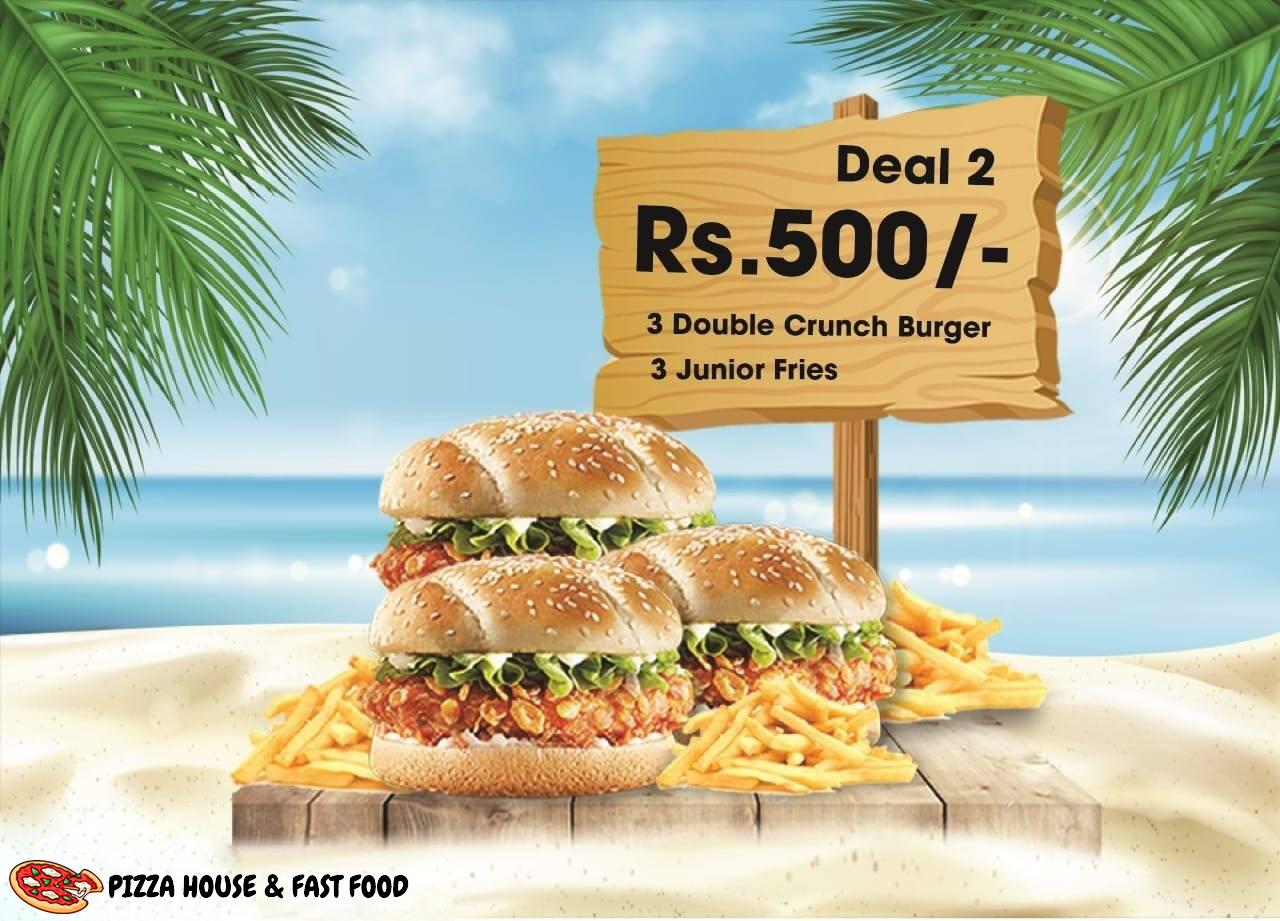 Deal 2
Rs.500/-
3 Double Crunch Burger
3 Junior Fries
PIZZA HOUSE & FAST FOOD